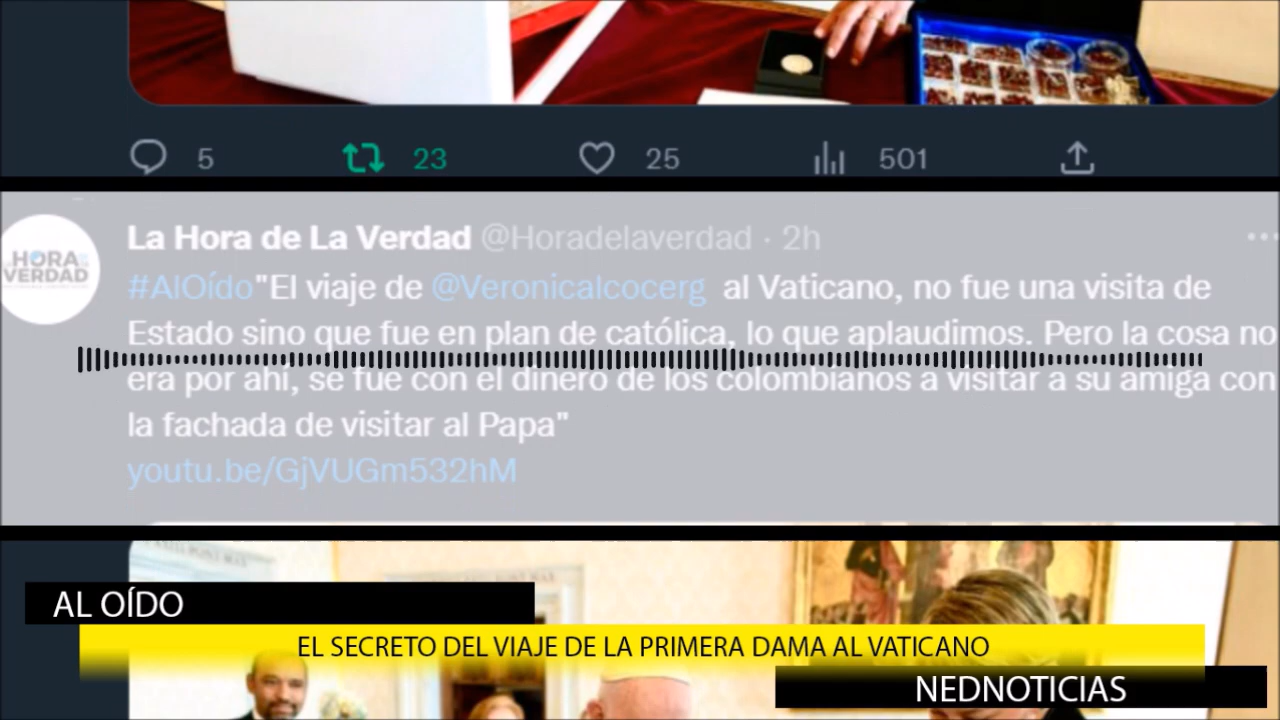 5 23 25 501
La Hora de La Verdad @Horadelaverdad · 2h
HORA
VERDAD
#AlOído"El viaje de @Veronicalcocerg al Vaticano, no fue una visita de
Estado sino que fue en plan de católica, lo que aplaudimos. Pero la cosa no
era por ahí, se fue con el dinero de los colombianos a visitar a su amiga con
la fachada de visitar al Papa"
youtu.be/GjVUGm532hM
AL OÍDO
EL SECRETO DEL VIAJE DE LA PRIMERA DAMA AL VATICANO
NEDNOTICIAS